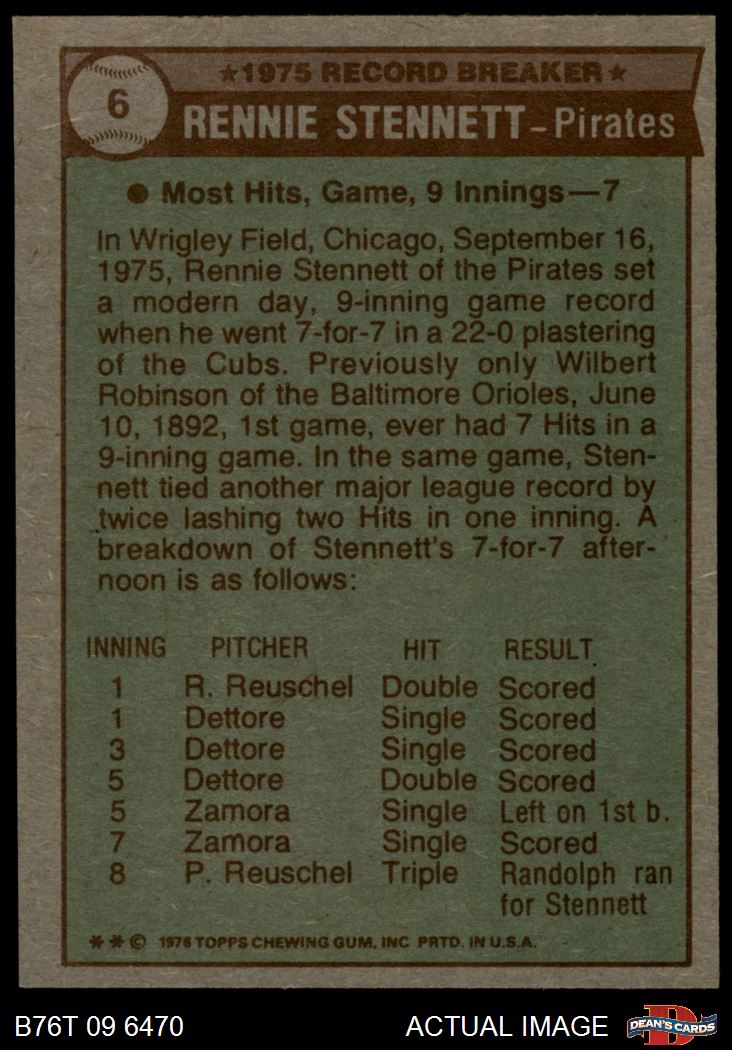 6
★1975 RECORD BREAKER★
RENNIE STENNETT–Pirates
● Most Hits, Game, 9 Innings—7
In Wrigley Field, Chicago, September 16,
1975, Rennie Stennett of the Pirates set
a modern day, 9-inning game record
when he went 7-for-7 in a 22-0 plastering
of the Cubs. Previously only Wilbert
Robinson of the Baltimore Orioles, June
10, 1892, 1st game, ever had 7 Hits in a
9-inning game. In the same game, Sten-
nett tied another major league record by
twice lashing two Hits in one inning. A
breakdown of Stennett's 7-for-7 after-
noon is as follows:
INNING PITCHER HIT RESULT
1 R. Reuschel Double Scored
1 Dettore Single Scored
3 Dettore Single Scored
5 Dettore Double Scored
5 Zamora Single Left on 1st b.
7 Zamora Single Scored
8 P. Reuschel Triple Randolph ran
for Stennett
✻ ✻ © 1976 TOPPS CHEWING GUM, INC PRTD. IN U.S.A.
B76T 09 6470 ACTUAL IMAGE D DEAN'S CARDS